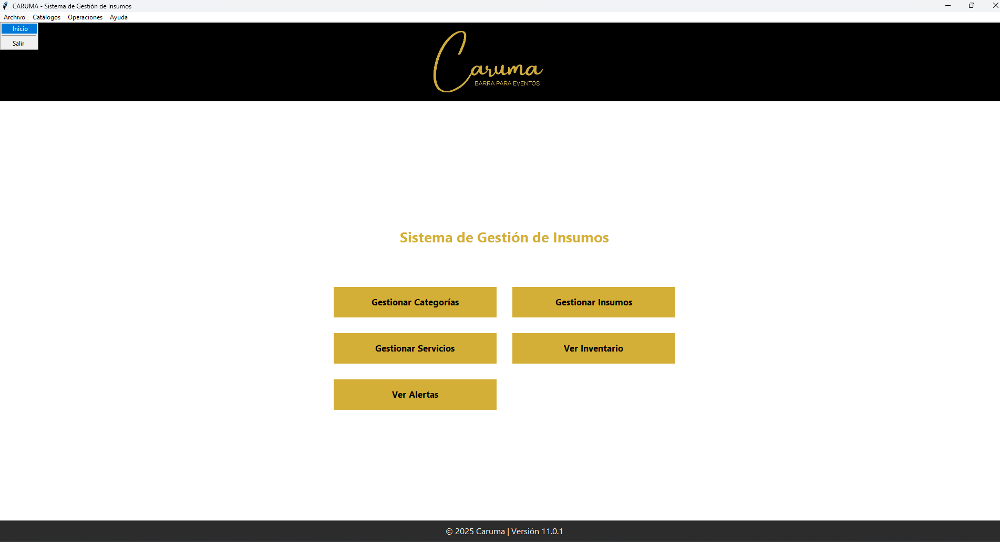 CARUMA - Sistema de Gestión de Insumos
Archivo Catálogos Operaciones Ayuda
Inicio
Salir
Caruma
BARRA PARA EVENTOS
Sistema de Gestión de Insumos
Gestionar Categorías Gestionar Insumos
Gestionar Servicios Ver Inventario
Ver Alertas
© 2025 Caruma | Versión 11.0.1